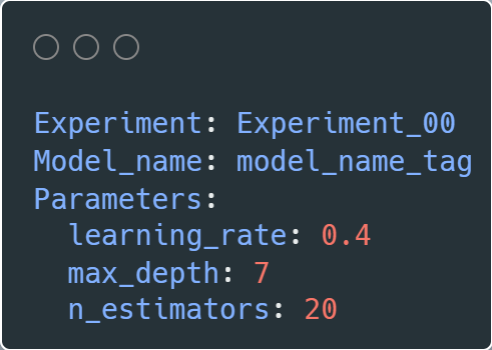 Experiment: Experiment_00
Model_name: model_name_tag
Parameters:
  learning_rate: 0.4
  max_depth: 7
  n_estimators: 20